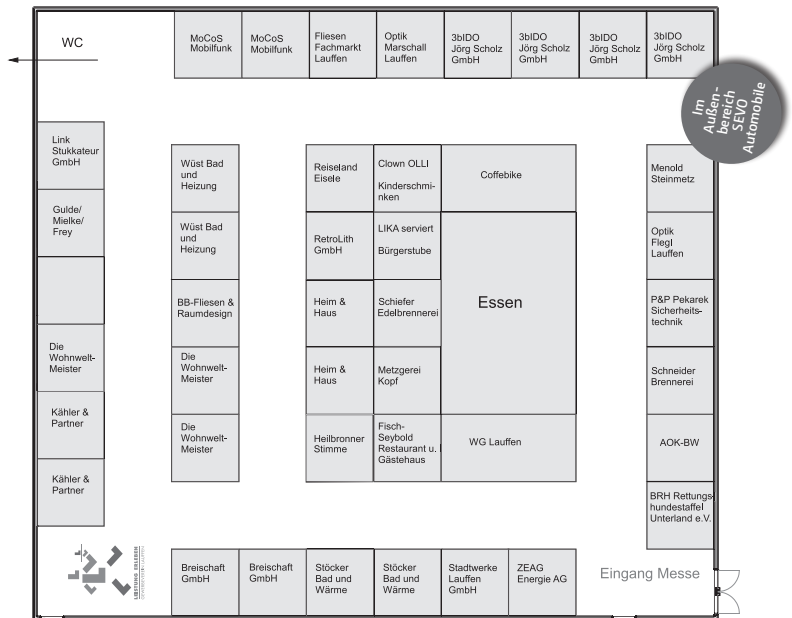 WC
MoCoS
Mobilfunk
MoCoS
Mobilfunk
Fliesen
Fachmarkt
Lauffen
Optik
Marschall
Lauffen
3bIDO
Jörg Scholz
GmbH
3bIDO
Jörg Scholz
GmbH
3bIDO
Jörg Scholz
GmbH
3bIDO
Jörg Scholz
GmbH
Im
Außen-
bereich
SEVO
Automobile
Link
Stukkateur
GmbH
Gulde/
Mielke/
Frey
Die
Wohnwelt-
Meister
Kähler &
Partner
Kähler &
Partner
Wüst Bad
und
Heizung
Wüst Bad
und
Heizung
BB-Fliesen &
Raumdesign
Die
Wohnwelt-
Meister
Die
Wohnwelt-
Meister
Reiseland
Eisele
RetroLith
GmbH
Heim &
Haus
Heim &
Haus
Heilbronner
Stimme
Clown OLLI
Kinderschmi-
nken
LIKA serviert
Bürgerstube
Schiefer
Edelbrennerei
Metzgerei
Kopf
Fisch-
Seybold
Restaurant u.
Gästehaus
Coffebike
Essen
WG Lauffen
Menold
Steinmetz
Optik
Flegl
Lauffen
P&P Pekarek
Sicherheits-
technik
Schneider
Brennerei
AOK-BW
BRH Rettungs-
hundestaffel
Unterland e.V.
LEISTUNG ERLEBEN
GEWERBEVEREIN LAUFFEN
Breischaft
GmbH
Breischaft
GmbH
Stöcker
Bad und
Wärme
Stöcker
Bad und
Wärme
Stadtwerke
Lauffen
GmbH
ZEAG
Energie AG
Eingang Messe